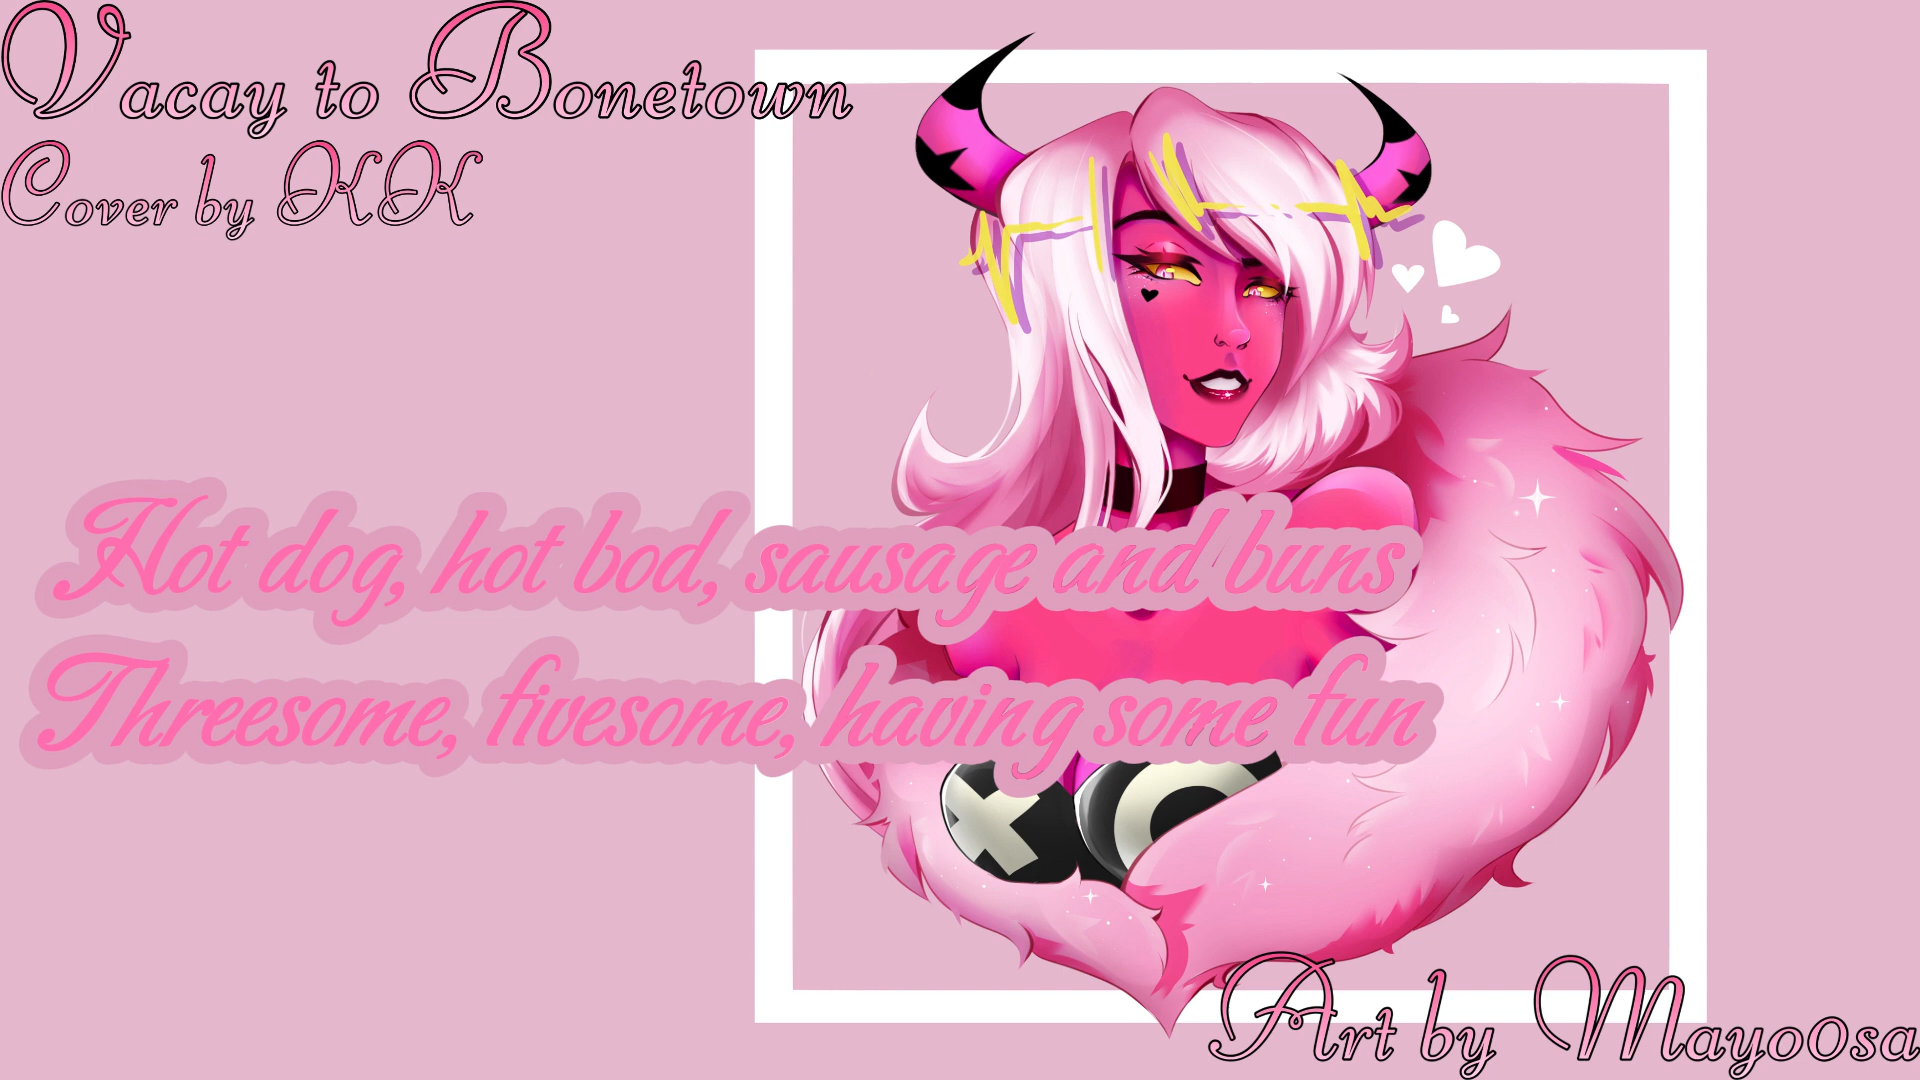 Vacay to Bonetown
Cover by KK
Hot dog, hot bod, sausage and buns
Threesome, fivesome, having some fun
Art by Mayo0sa